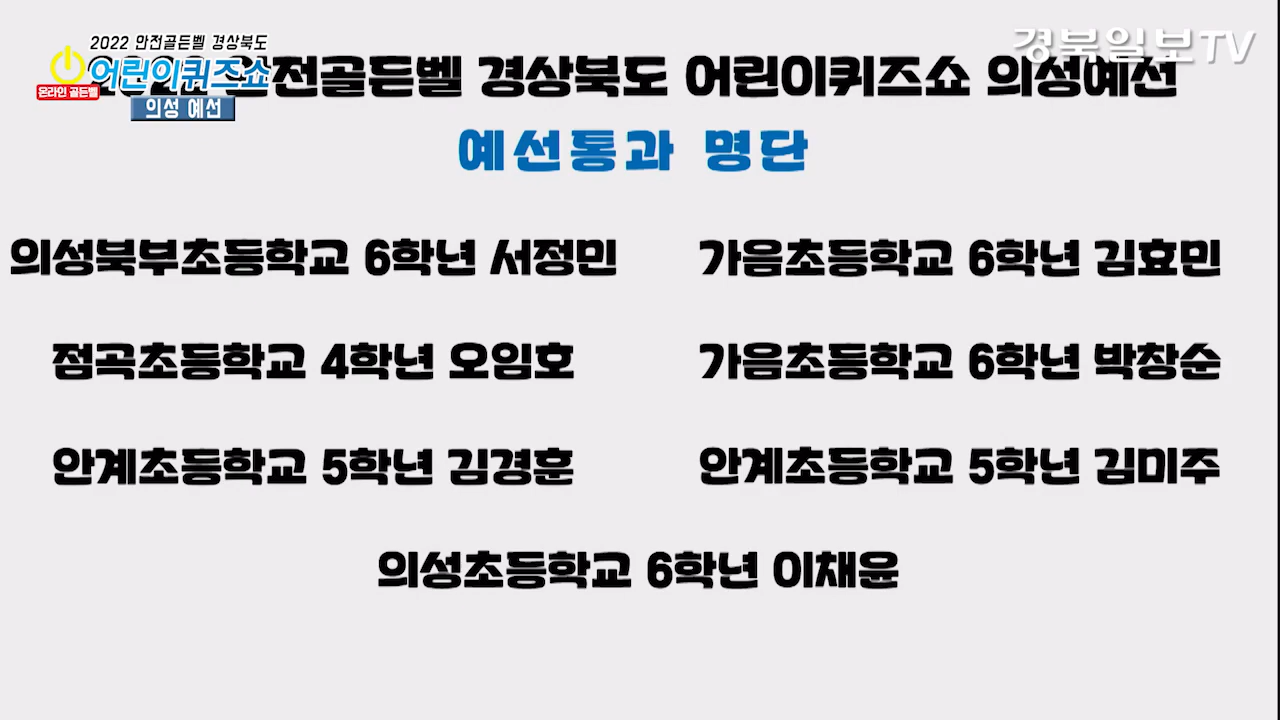 2022 안전골든벨 경상북도
어린이퀴즈쇼
온라인 골든벨
의성 예선
경북일보TV
2022 안전골든벨 경상북도 어린이퀴즈쇼 의성예선
예선통과 명단
의성북부초등학교 6학년 서정민 가음초등학교 6학년 김효민
점곡초등학교 4학년 오임호 가음초등학교 6학년 박창순
안계초등학교 5학년 김경훈 안계초등학교 5학년 김미주
의성초등학교 6학년 이채윤